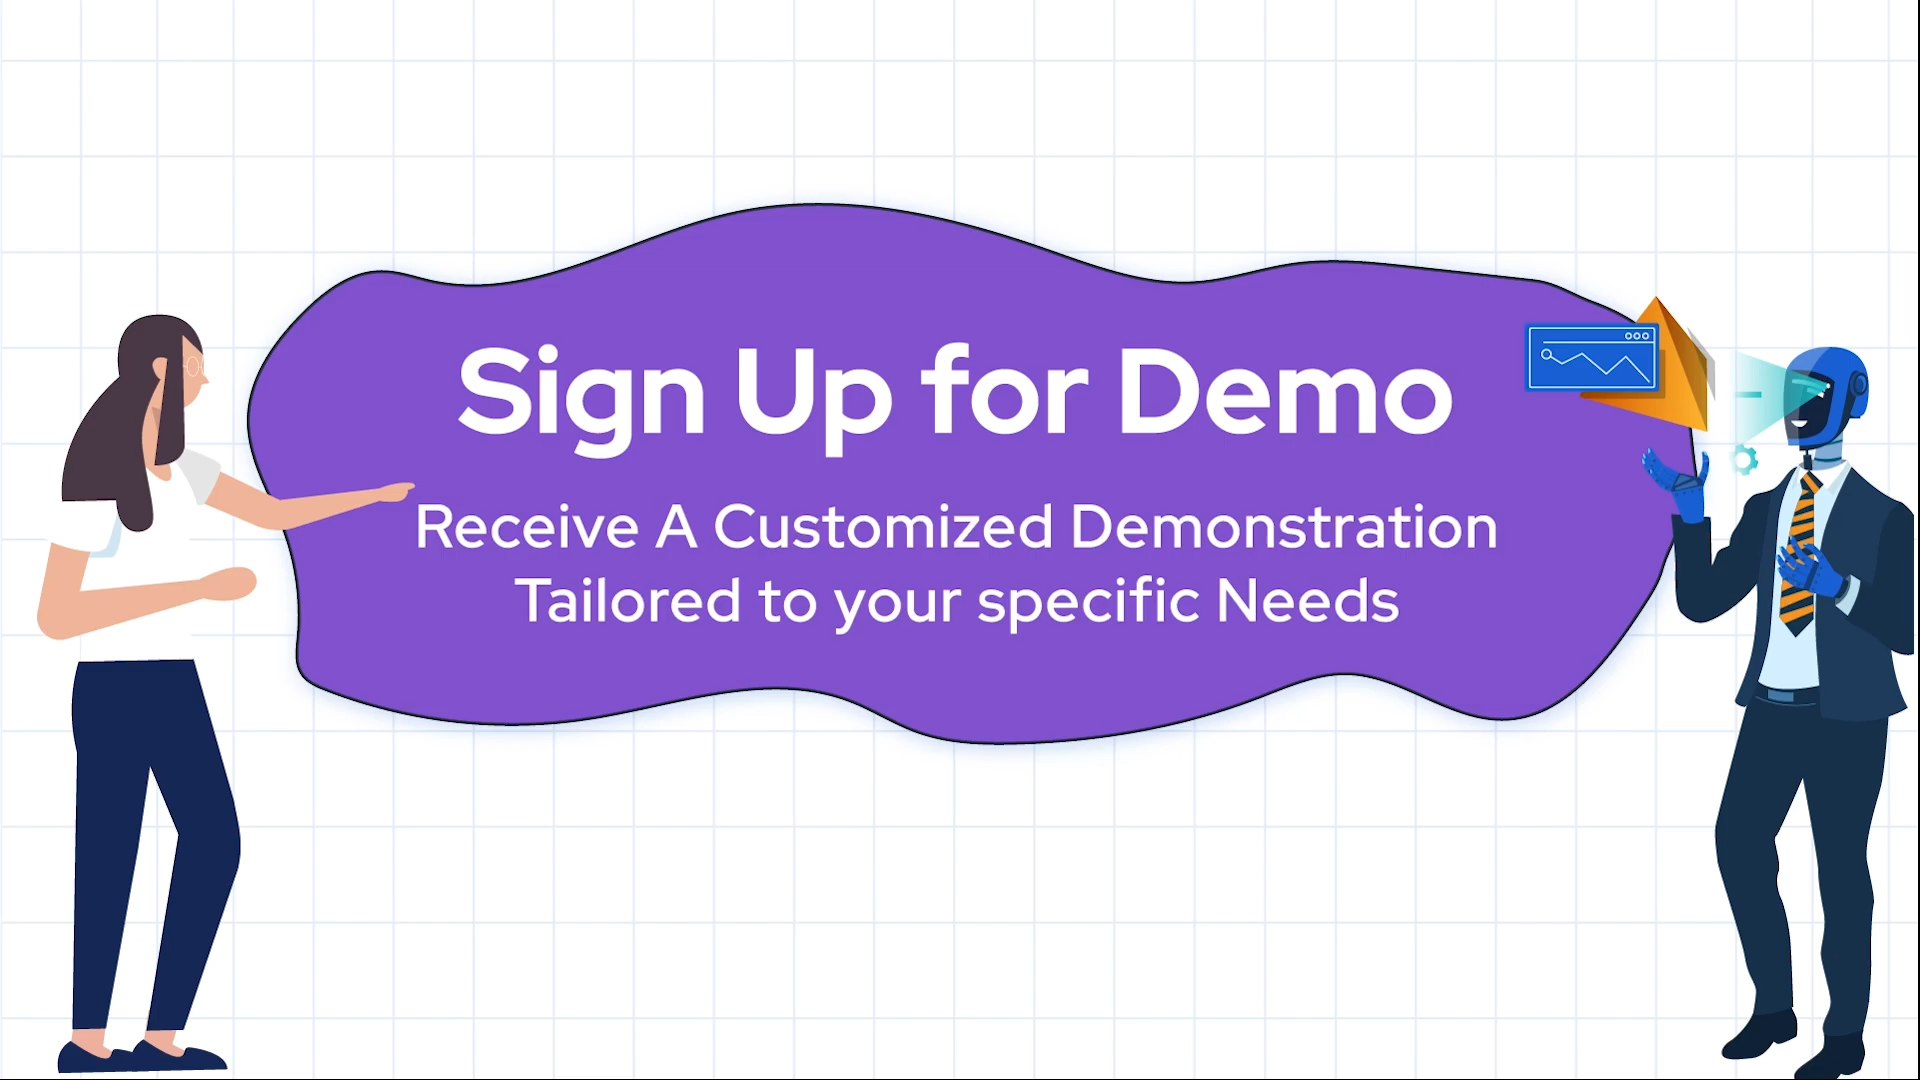 Sign Up for Demo
Receive A Customized Demonstration
Tailored to your specific Needs